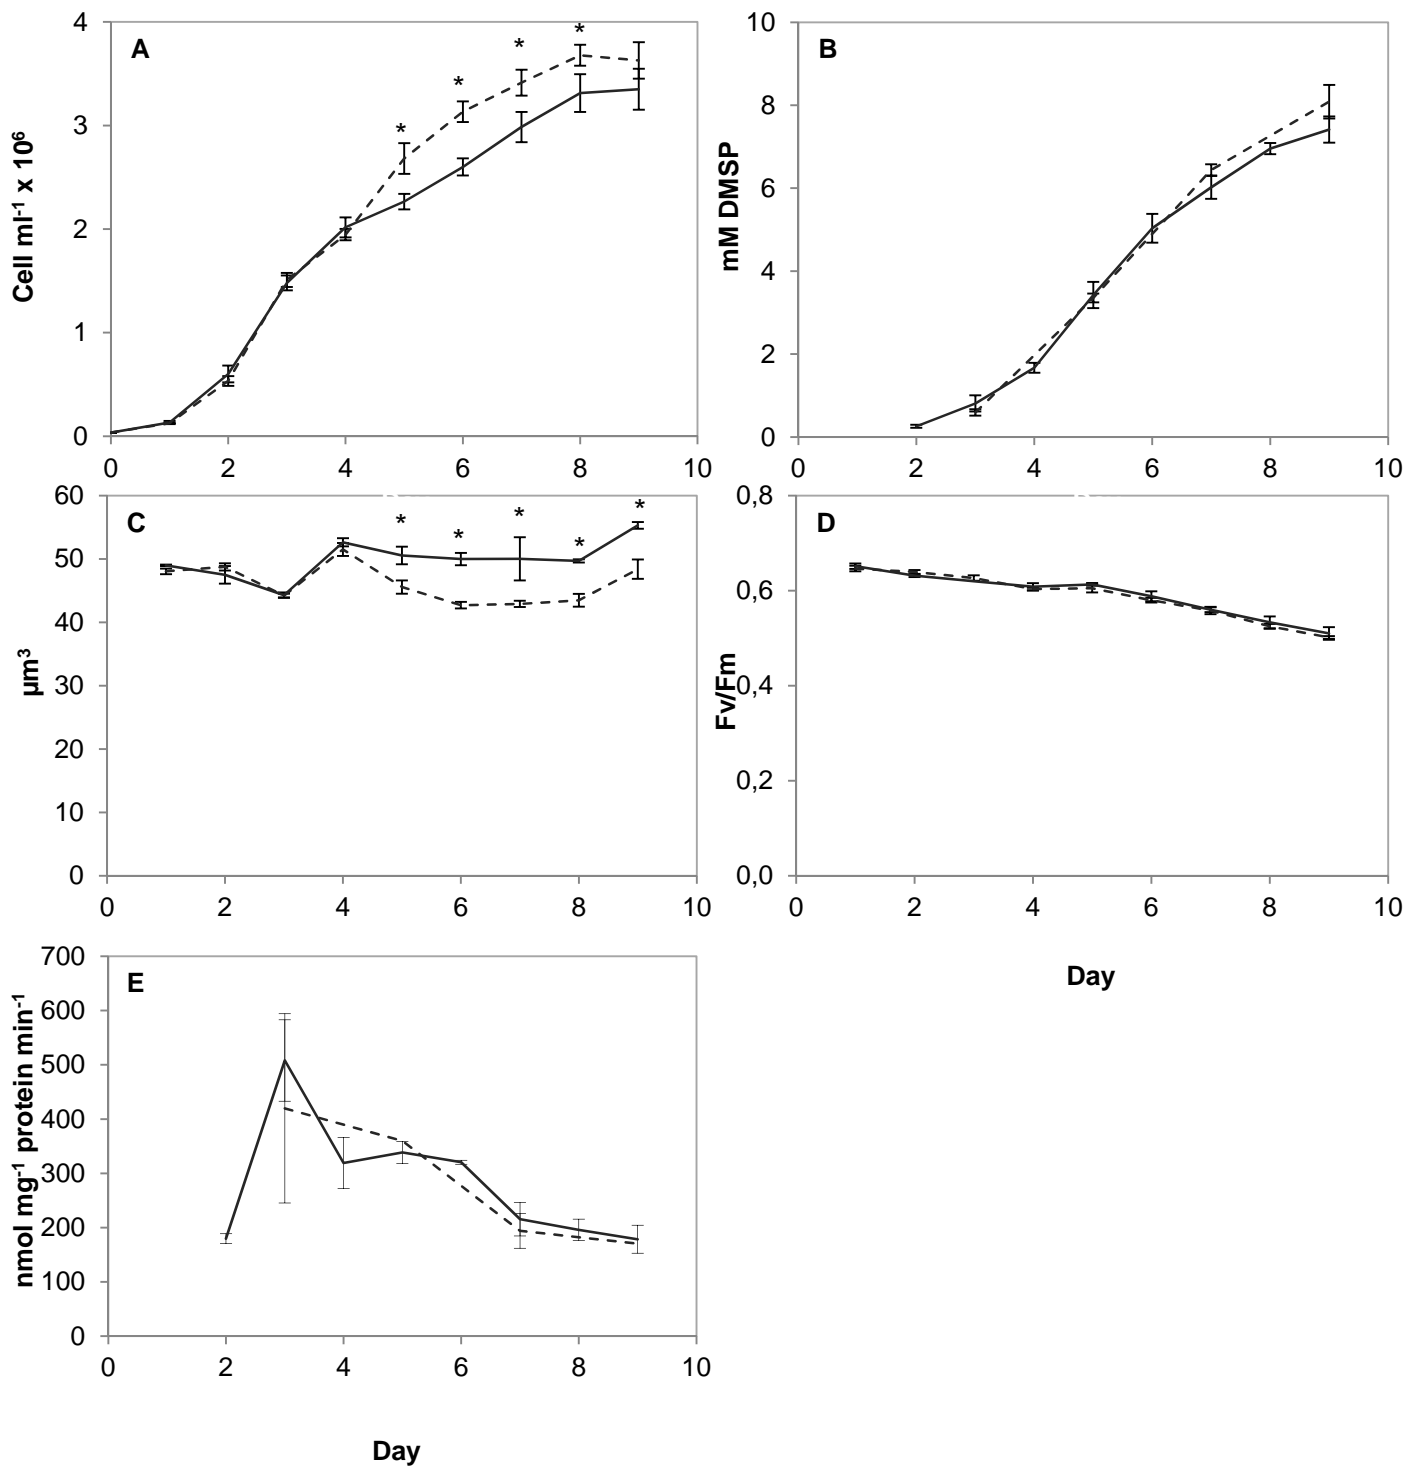 A
Cell ml⁻¹ x 10⁶
4
3
2
1
0
0 2 4 6 8 10
* * * *
B
mM DMSP
10
8
6
4
2
0
0 2 4 6 8 10
C
µm³
60
50
40
30
20
10
0
0 2 4 6 8 10
* * * * *
D
Fv/Fm
0,8
0,6
0,4
0,2
0,0
0 2 4 6 8 10
Day
E
nmol mg⁻¹ protein min⁻¹
700
600
500
400
300
200
100
0
0 2 4 6 8 10
Day